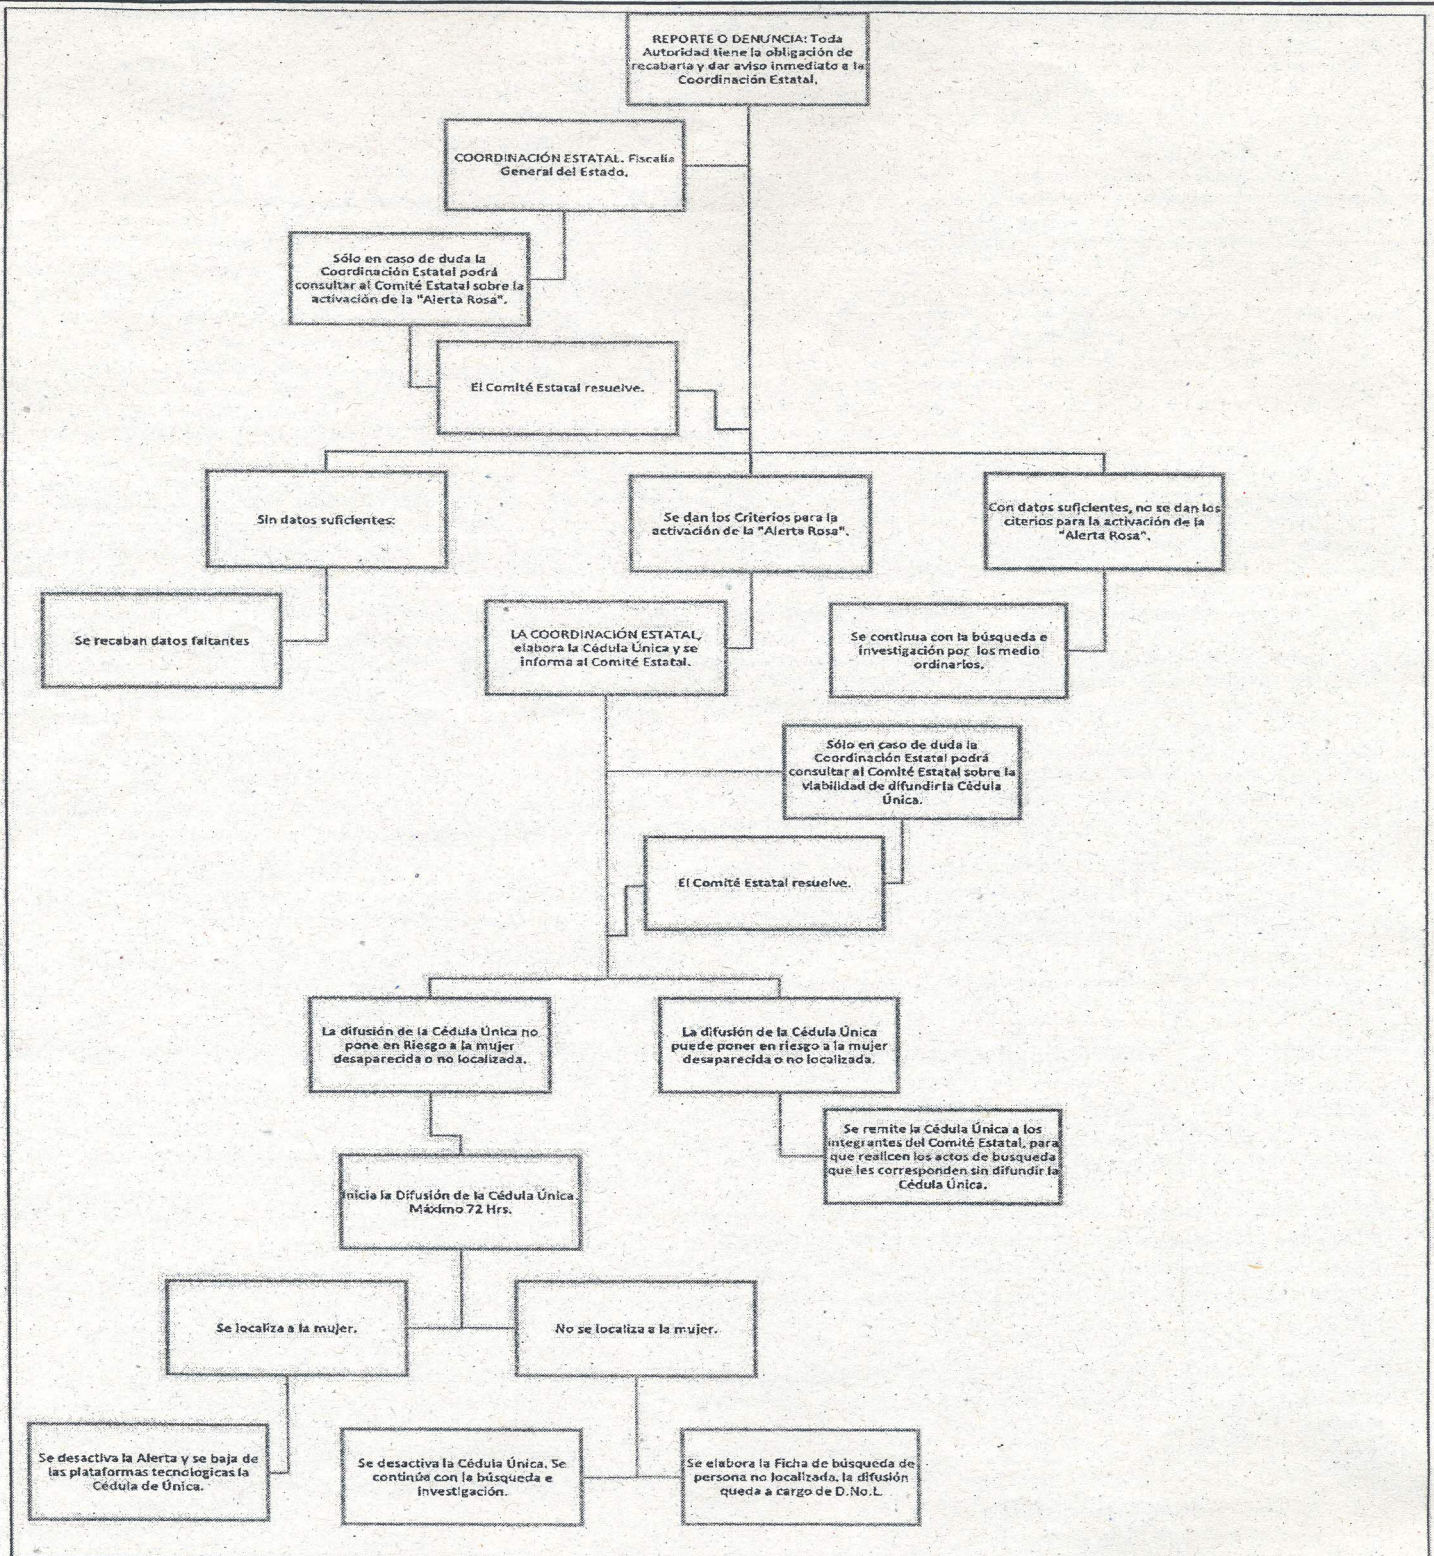 REPORTE O DENUNCIA: Toda
Autoridad tiene la obligación de
recabarla y dar aviso inmediato a la
Coordinación Estatal.
COORDINACIÓN ESTATAL. Fiscalía
General del Estado.
Sólo en caso de duda la
Coordinación Estatal podrá
consultar al Comité Estatal sobre la
activación de la "Alerta Rosa".
El Comité Estatal resuelve.
Sin datos suficientes:
Se dan los Criterios para la
activación de la "Alerta Rosa".
Con datos suficientes, no se dan los
citerios para la activación de la
"Alerta Rosa".
Se recaban datos faltantes
LA COORDINACIÓN ESTATAL,
elabora la Cédula Única y se
informa al Comité Estatal.
Se continua con la búsqueda e
investigación por los medio
ordinarios.
Sólo en caso de duda la
Coordinación Estatal podrá
consultar al Comité Estatal sobre la
viabilidad de difundir la Cédula
Única.
El Comité Estatal resuelve.
La difusión de la Cédula Única no
pone en Riesgo a la mujer
desaparecida o no localizada.
La difusión de la Cédula Única
puede poner en riesgo a la mujer
desaparecida o no localizada.
Se remite la Cédula Única a los
integrantes del Comité Estatal, para
que realicen los actos de busqueda
que les corresponden sin difundir la
Cédula Única.
Inicia la Difusión de la Cédula Única.
Máximo 72 Hrs.
Se localiza a la mujer.
No se localiza a la mujer.
Se desactiva la Alerta y se baja de
las plataformas tecnologicas la
Cédula de Única.
Se desactiva la Cédula Única. Se
continúa con la búsqueda e
investigación.
Se elabora la Ficha de búsqueda de
persona no localizada, la difusión
queda a cargo de D.No.L